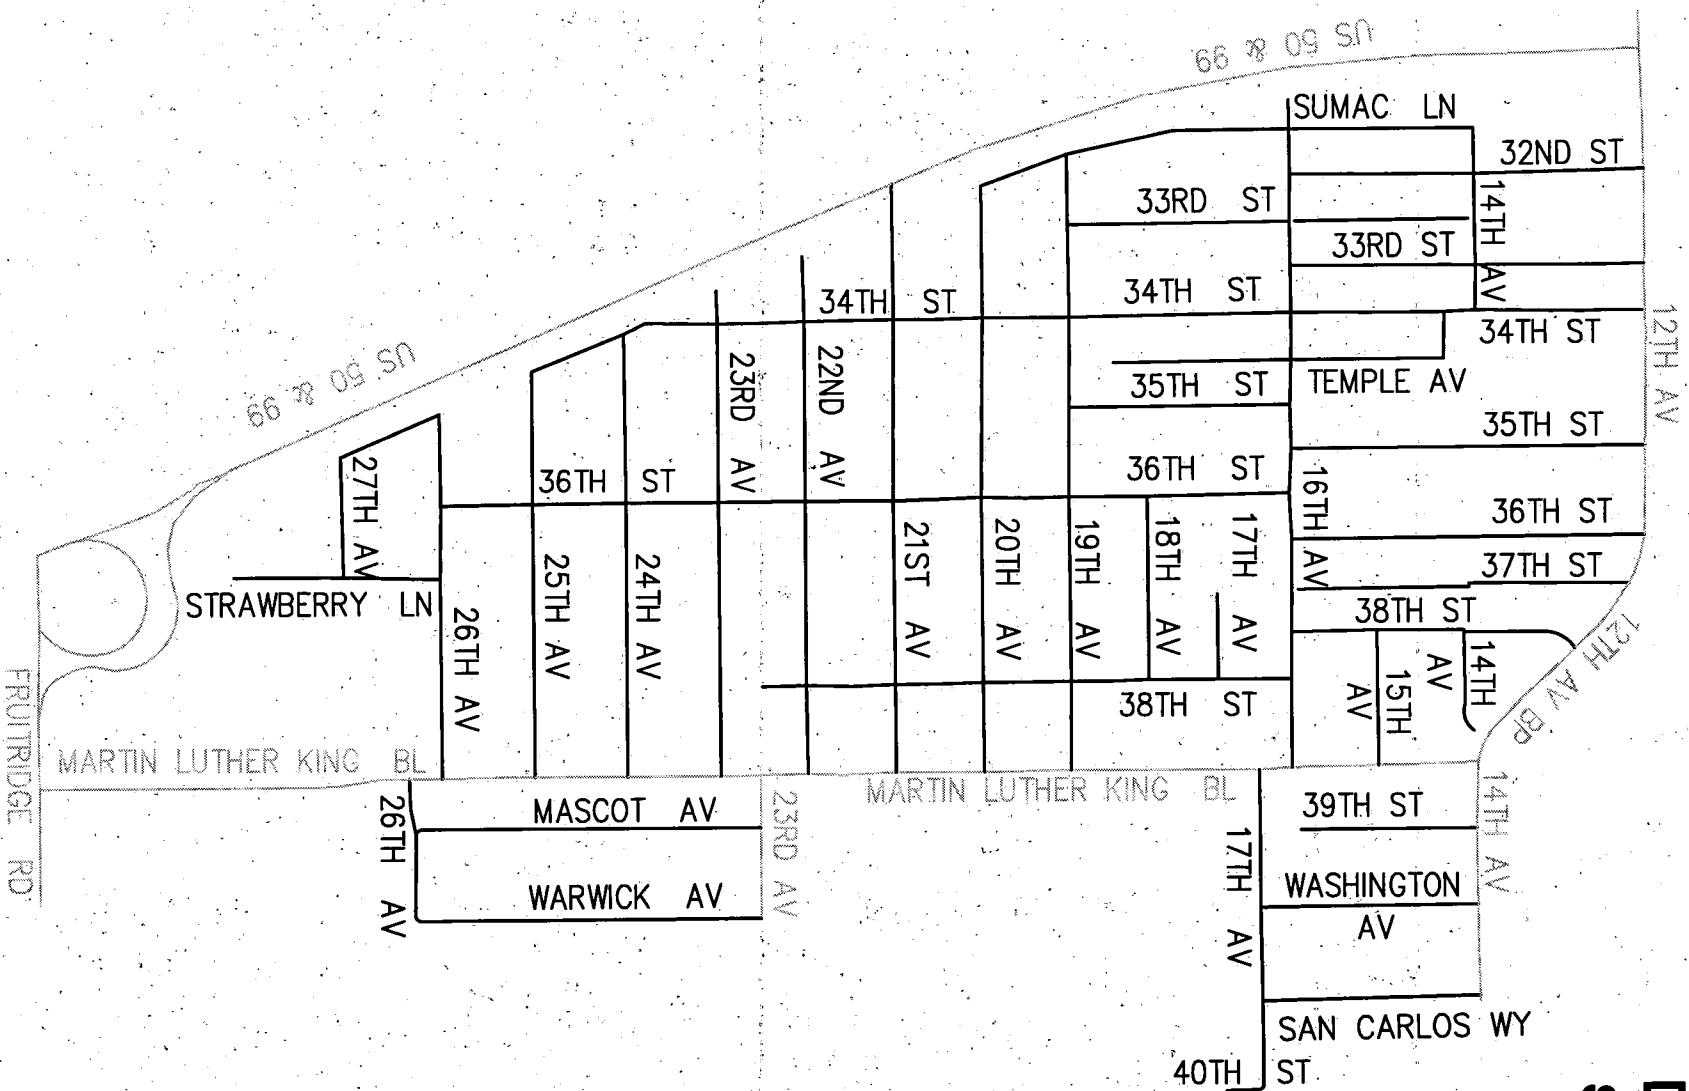 US 50 & 99
SUMAC LN
32ND ST
14TH AV
33RD ST
33RD ST
34TH ST
34TH ST
34TH ST
12TH AV
US 50 & 99
23RD AV
22ND AV
35TH ST
TEMPLE AV
35TH ST
27TH AV
36TH ST
36TH ST
16TH AV
36TH ST
21ST AV
20TH AV
19TH AV
18TH AV
17TH AV
37TH ST
25TH AV
24TH AV
STRAWBERRY LN
26TH AV
38TH ST
12TH AV BP
14TH AV
15TH AV
38TH ST
FRUITRIDGE RD
MARTIN LUTHER KING BL
MARTIN LUTHER KING BL
26TH AV
MASCOT AV
23RD AV
39TH ST
14TH AV
17TH AV
WARWICK AV
WASHINGTON
AV
SAN CARLOS WY
40TH ST